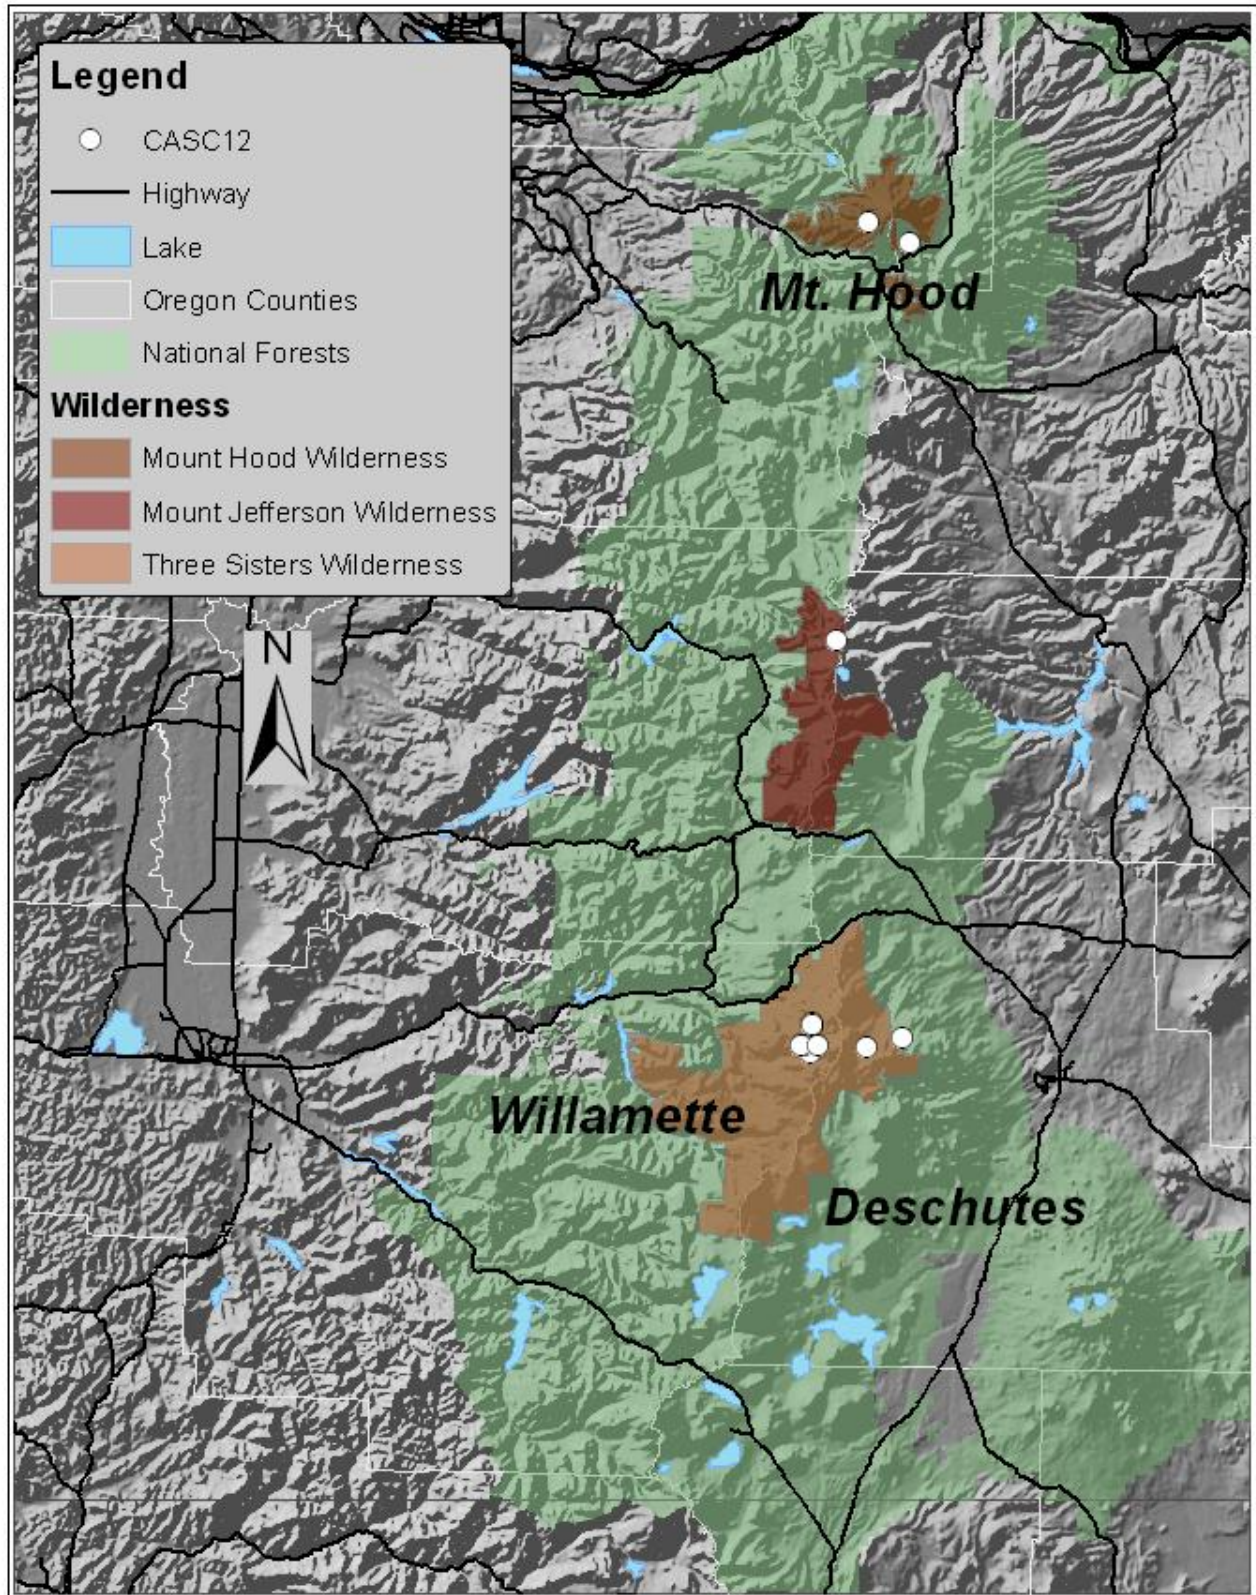 Legend
CASC12
Highway
Lake
Oregon Counties
National Forests
Wilderness
Mount Hood Wilderness
Mount Jefferson Wilderness
Three Sisters Wilderness
N
Mt. Hood
Willamette
Deschutes